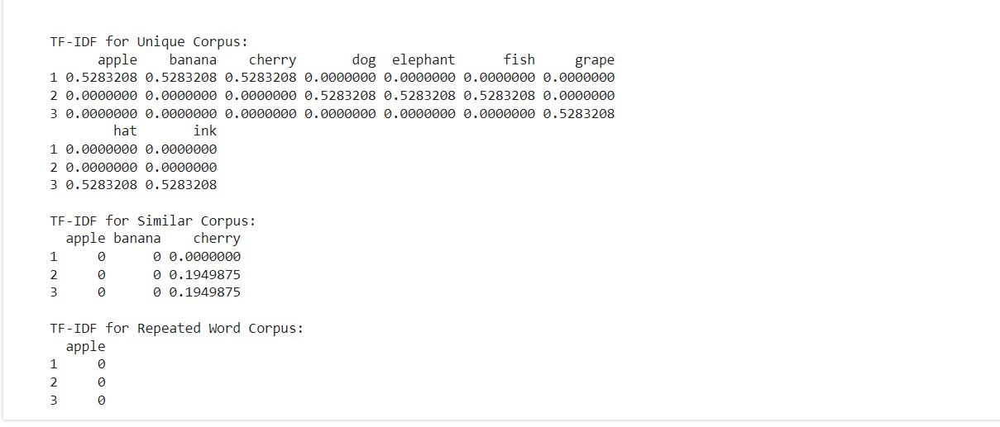 TF-IDF for Unique Corpus:
      apple    banana    cherry       dog  elephant      fish     grape
1 0.5283208 0.5283208 0.5283208 0.0000000 0.0000000 0.0000000 0.0000000
2 0.0000000 0.0000000 0.0000000 0.5283208 0.5283208 0.5283208 0.0000000
3 0.0000000 0.0000000 0.0000000 0.0000000 0.0000000 0.0000000 0.5283208
        hat       ink
1 0.0000000 0.0000000
2 0.0000000 0.0000000
3 0.5283208 0.5283208
TF-IDF for Similar Corpus:
  apple banana    cherry
1     0      0 0.0000000
2     0      0 0.1949875
3     0      0 0.1949875
TF-IDF for Repeated Word Corpus:
  apple
1     0
2     0
3     0